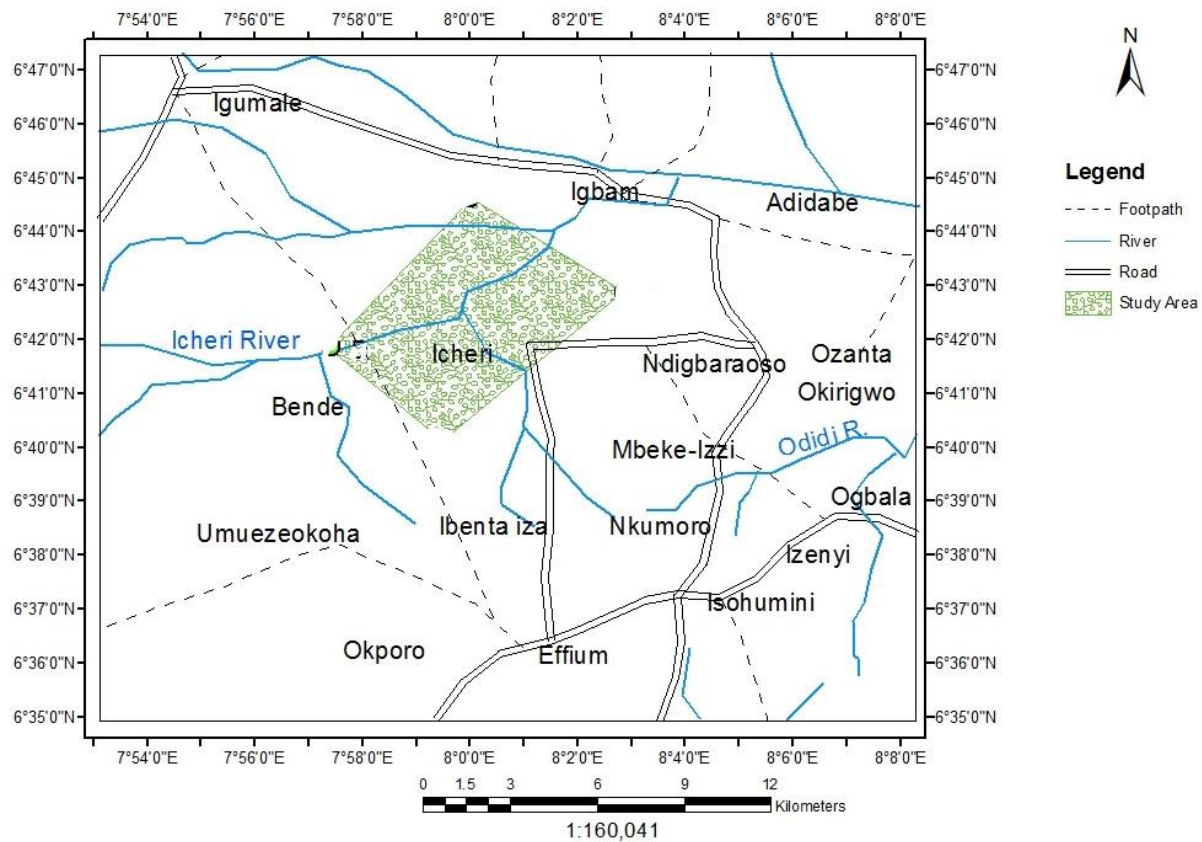 7°54'0"E 7°56'0"E 7°58'0"E 8°0'0"E 8°2'0"E 8°4'0"E 8°6'0"E 8°8'0"E
N
6°47'0"N 6°47'0"N
Igumale
6°46'0"N 6°46'0"N
6°45'0"N 6°45'0"N
Legend
Igbam
Adidabe
Footpath
6°44'0"N 6°44'0"N
River
Road
6°43'0"N 6°43'0"N
Study Area
6°42'0"N 6°42'0"N
Icheri River
Icheri
Ndigbaraoso
Ozanta
6°41'0"N 6°41'0"N
Okirigwo
Bende
6°40'0"N 6°40'0"N
Mbeke-Izzi
Odidi R.
6°39'0"N 6°39'0"N
Ogbala
Umuezeokoha
Ibenta iza
Nkumoro
6°38'0"N 6°38'0"N
Izenyi
6°37'0"N 6°37'0"N
Isohumini
6°36'0"N 6°36'0"N
Okporo
Effium
6°35'0"N 6°35'0"N
7°54'0"E 7°56'0"E 7°58'0"E 8°0'0"E 8°2'0"E 8°4'0"E 8°6'0"E 8°8'0"E
0 1.5 3 6 9 12
Kilometers
1:160,041